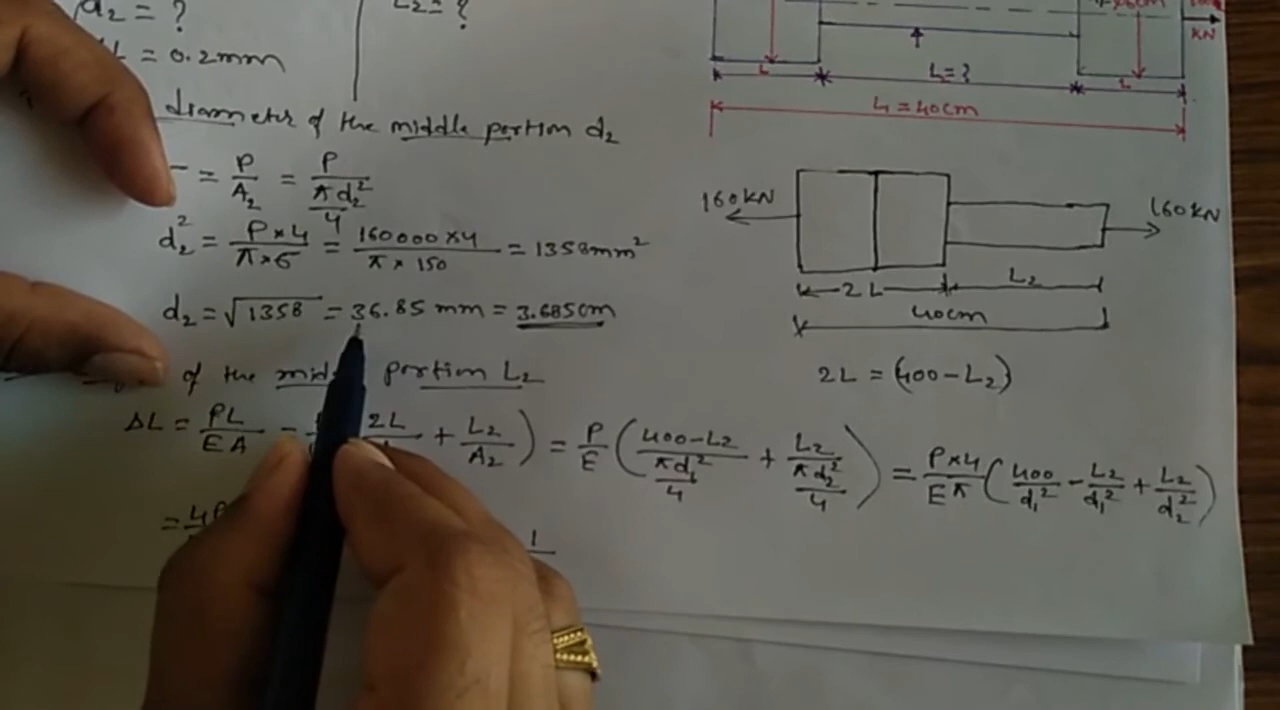 d₂ = ?
L₂ = ?
L = 0.2mm
KN
L
L₂ = ?
L
L = 40cm
diameter of the middle portion d₂
= P/A₂ = P/(π d₂²/4)
d₂² = P×4/(π×σ) = 160000×4/(π×150) = 1358mm²
d₂ = √1358 = 36.85 mm = 3.685cm
160KN
160KN
2L
L₂
40cm
2L = (400-L₂)
of the portion L₂
ΔL = PL/EA = 2L + L₂/A₂) = P/E ((400-L₂)/(πd₁²/4) + L₂/(πd₂²/4)) = P×4/Eπ (400/d₁² - L₂/d₁² + L₂/d₂²)
= 4P 1